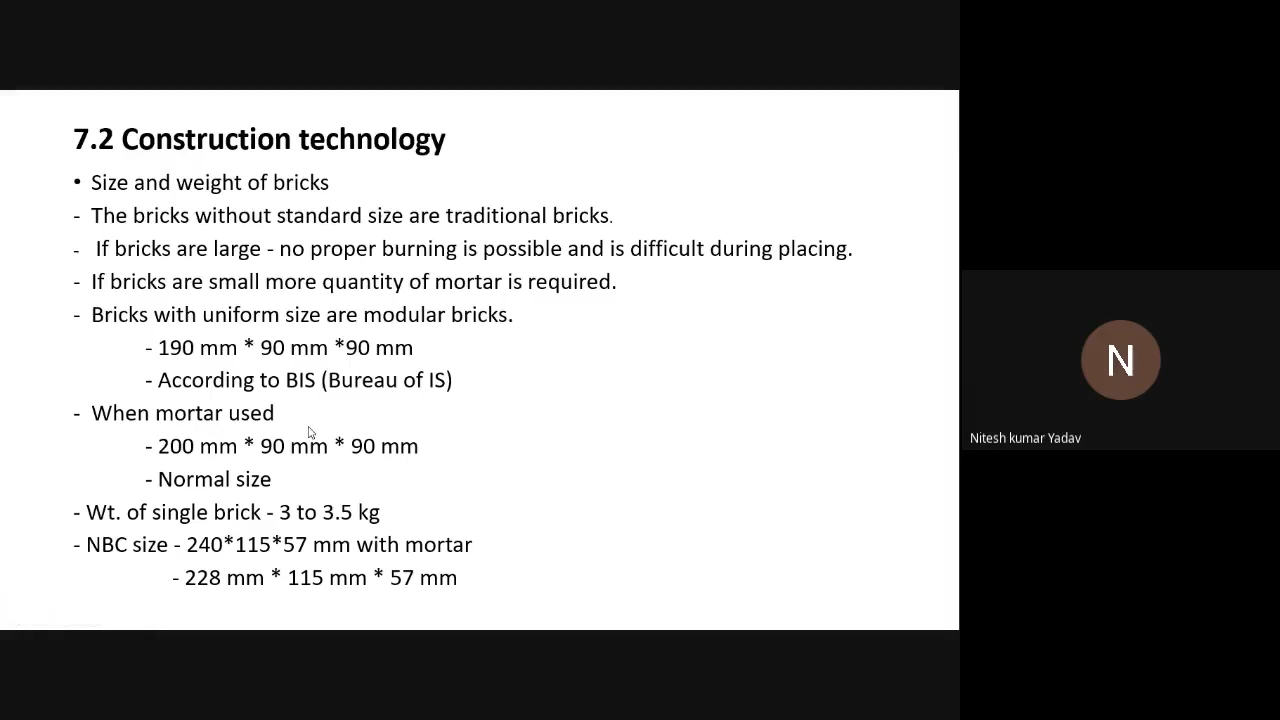 7.2 Construction technology
• Size and weight of bricks
- The bricks without standard size are traditional bricks.
- If bricks are large - no proper burning is possible and is difficult during placing.
- If bricks are small more quantity of mortar is required.
- Bricks with uniform size are modular bricks.
- 190 mm * 90 mm *90 mm
- According to BIS (Bureau of IS)
- When mortar used
- 200 mm * 90 mm * 90 mm
- Normal size
- Wt. of single brick - 3 to 3.5 kg
- NBC size - 240*115*57 mm with mortar
- 228 mm * 115 mm * 57 mm
N
Nitesh kumar Yadav